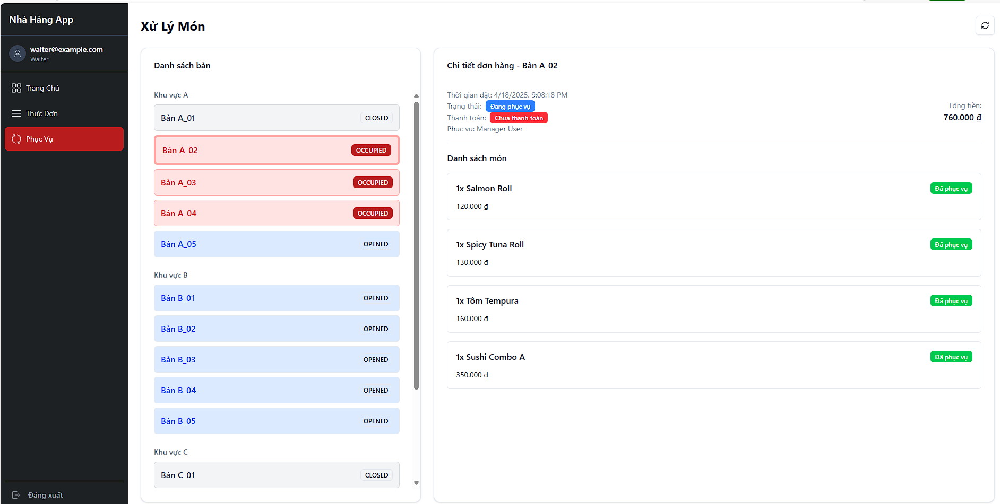 Nhà Hàng App
waiter@example.com
Waiter
Trang Chủ
Thực Đơn
Phục Vụ
Đăng xuất
Xử Lý Món
Danh sách bàn
Khu vực A
Bàn A_01 CLOSED
Bàn A_02 OCCUPIED
Bàn A_03 OCCUPIED
Bàn A_04 OCCUPIED
Bàn A_05 OPENED
Khu vực B
Bàn B_01 OPENED
Bàn B_02 OPENED
Bàn B_03 OPENED
Bàn B_04 OPENED
Bàn B_05 OPENED
Khu vực C
Bàn C_01 CLOSED
Chi tiết đơn hàng - Bàn A_02
Thời gian đặt: 4/18/2025, 9:08:18 PM
Trạng thái: Đang phục vụ
Thanh toán: Chưa thanh toán
Phục vụ: Manager User
Tổng tiền:
760.000 ₫
Danh sách món
1x Salmon Roll Đã phục vụ
120.000 ₫
1x Spicy Tuna Roll Đã phục vụ
130.000 ₫
1x Tôm Tempura Đã phục vụ
160.000 ₫
1x Sushi Combo A Đã phục vụ
350.000 ₫